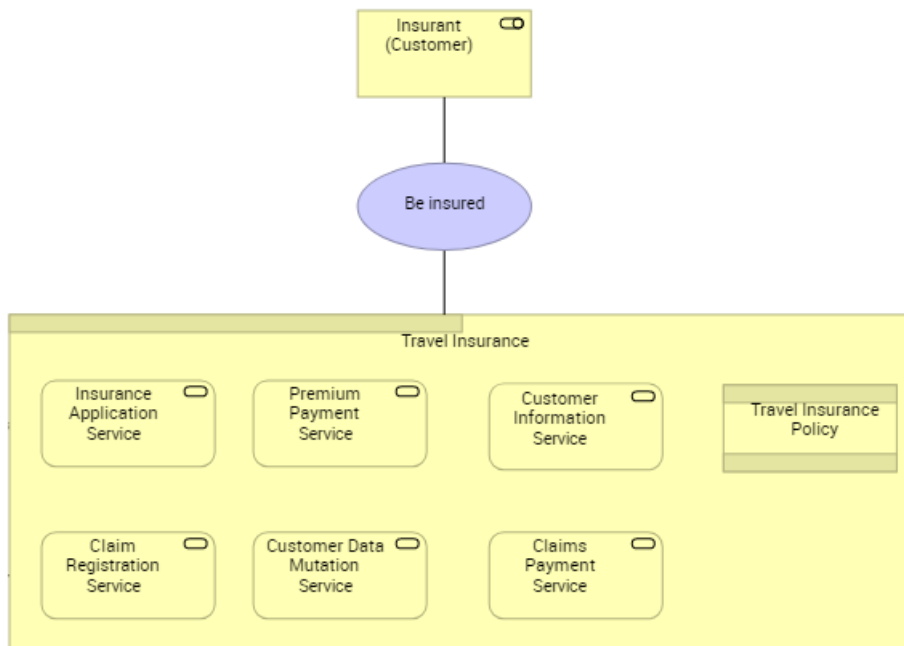 Insurant
(Customer)
Be insured
Travel Insurance
Insurance
Application
Service
Premium
Payment
Service
Customer
Information
Service
Travel Insurance
Policy
Claim
Registration
Service
Customer Data
Mutation
Service
Claims
Payment
Service